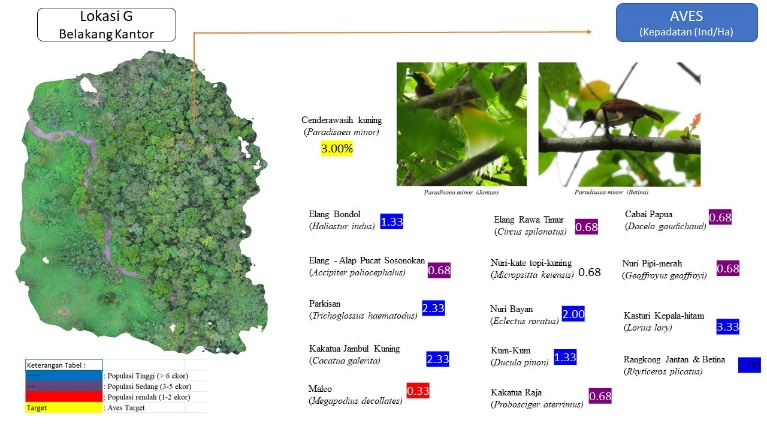 Lokasi G
Belakang Kantor
AVES
(Kepadatan (Ind/Ha)
Cenderawasih kuning
(Paradisaea minor)
3.00%
Paradisaea minor (Jantan)
Paradisaea minor (Betina)
Elang Bondol
(Haliastur indus) 1.33
Elang Rawa Timur
(Circus spilonotus) 0.68
Cabai Papua
(Dacelo gaudichaud) 0.68
Elang - Alap Pucat Sosonokan
(Accipiter poliocephalus) 0.68
Nuri-kate topi-kuning
(Micropsitta keiensis) 0.68
Nuri Pipi-merah
(Geoffroyus geoffroyi) 0.68
Parkisan
(Trichoglossus haematodus) 2.33
Nuri Bayan
(Eclectus roratus) 2.00
Kasturi Kepala-hitam
(Lorius lory) 3.33
Kakatua Jambul Kuning
(Cacatua galerita) 2.33
Kum-Kum
(Ducula pinon) 1.33
Rangkong Jantan & Betina
(Rhyticeros plicatus) 2.00
Maleo
(Megapodius decollates) 0.33
Kakatua Raja
(Probosciger aterrimus) 0.68
Keterangan Tabel :
+++ : Populasi Tinggi (> 6 ekor)
++ : Populasi Sedang (3-5 ekor)
: Populasi rendah (1-2 ekor)
Target : Aves Target